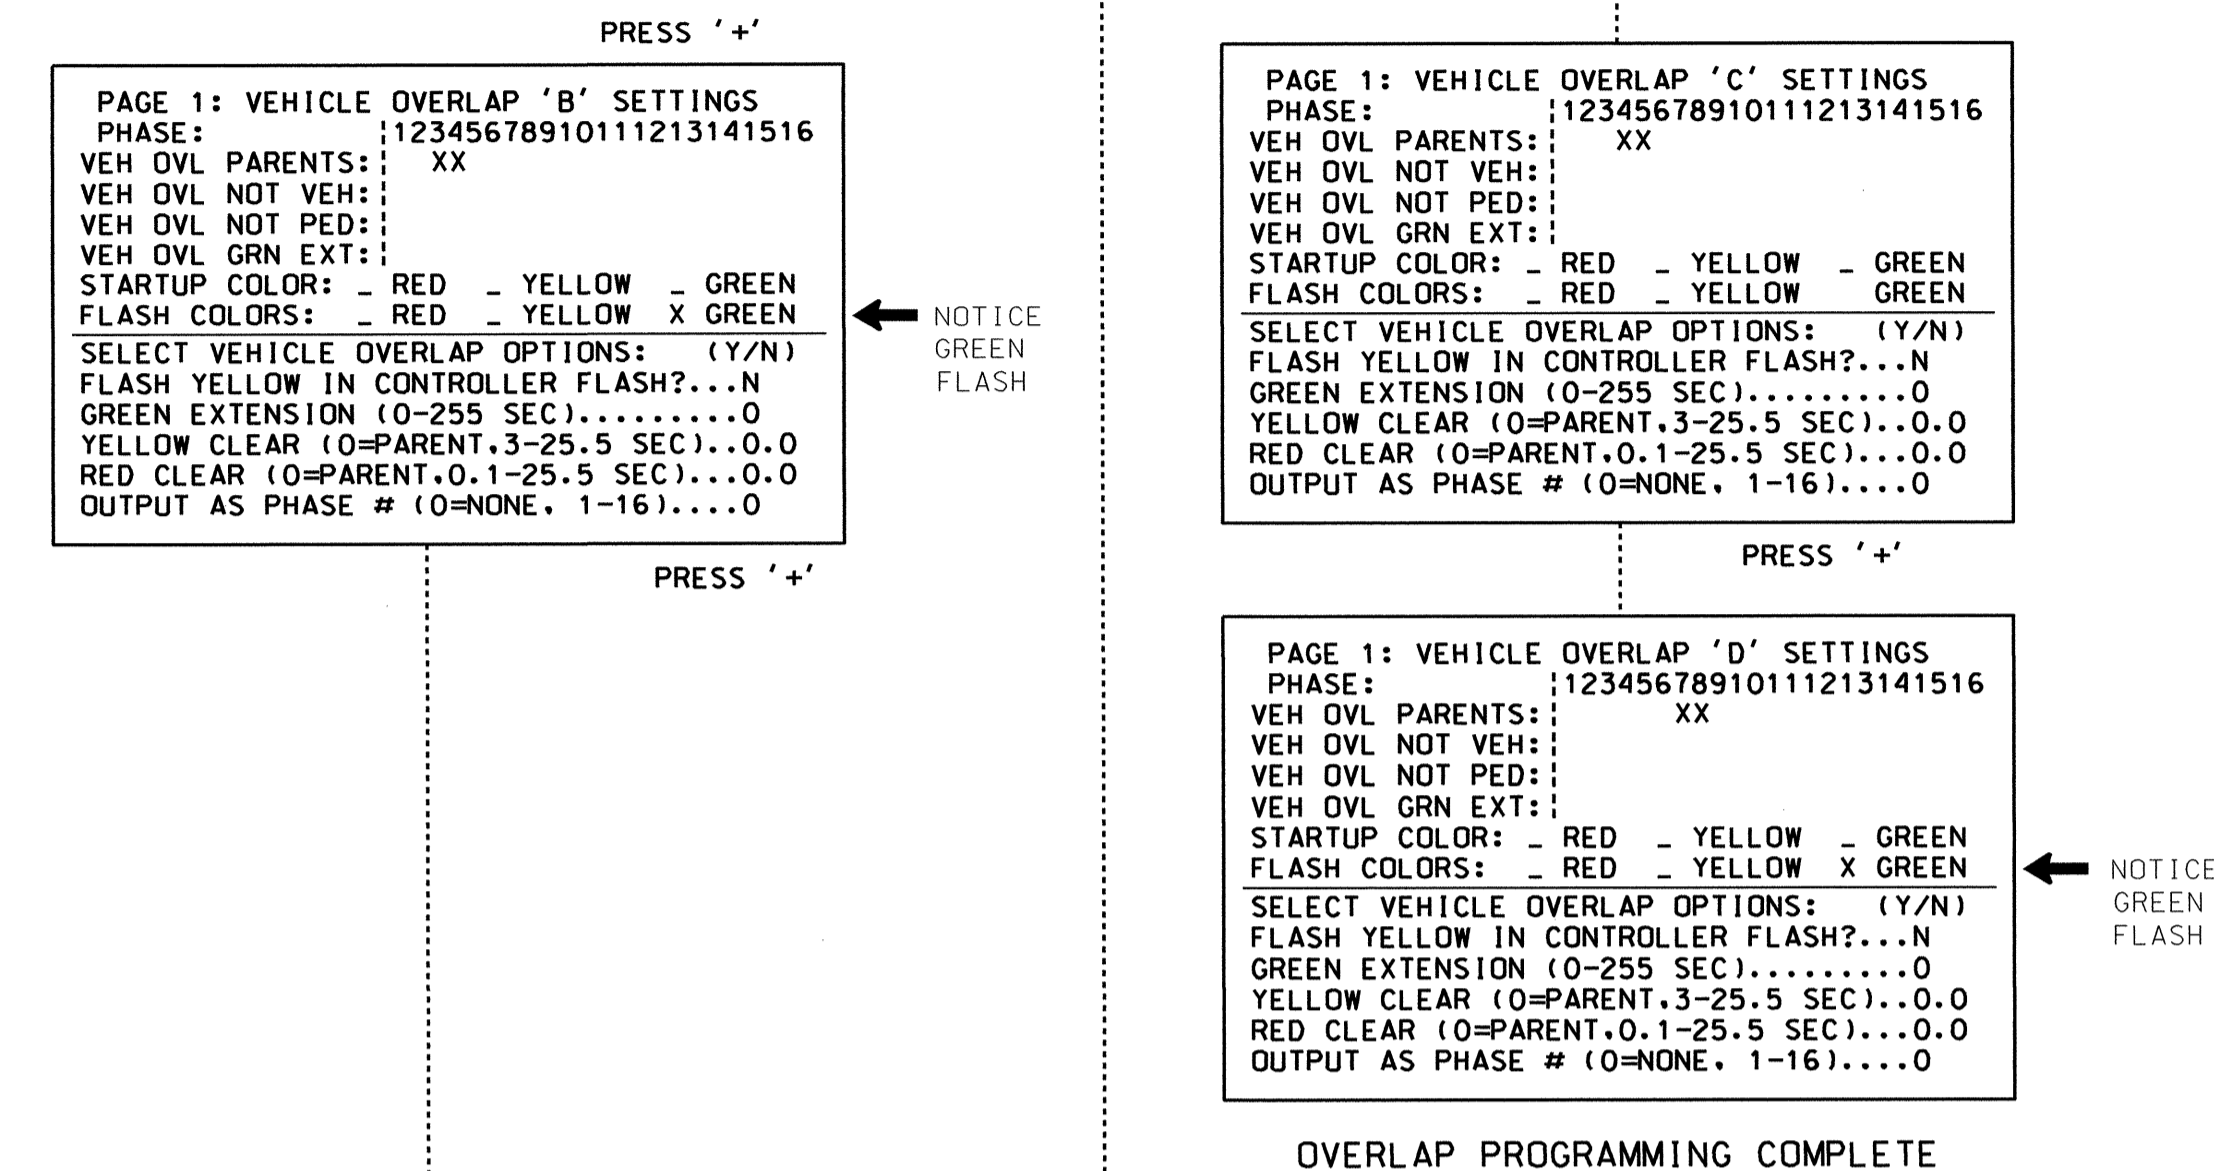 PRESS '+'
PAGE 1: VEHICLE OVERLAP 'B' SETTINGS
PHASE: ¦12345678910111213141516
VEH OVL PARENTS:¦ XX
VEH OVL NOT VEH:¦
VEH OVL NOT PED:¦
VEH OVL GRN EXT:¦
STARTUP COLOR: _ RED _ YELLOW _ GREEN
FLASH COLORS: _ RED _ YELLOW X GREEN
NOTICE
GREEN
FLASH
SELECT VEHICLE OVERLAP OPTIONS: (Y/N)
FLASH YELLOW IN CONTROLLER FLASH?...N
GREEN EXTENSION (0-255 SEC).........0
YELLOW CLEAR (0=PARENT,3-25.5 SEC)..0.0
RED CLEAR (0=PARENT,0.1-25.5 SEC)...0.0
OUTPUT AS PHASE # (0=NONE, 1-16)....0
PRESS '+'
PAGE 1: VEHICLE OVERLAP 'C' SETTINGS
PHASE: ¦12345678910111213141516
VEH OVL PARENTS:¦ XX
VEH OVL NOT VEH:¦
VEH OVL NOT PED:¦
VEH OVL GRN EXT:¦
STARTUP COLOR: _ RED _ YELLOW _ GREEN
FLASH COLORS: _ RED _ YELLOW GREEN
SELECT VEHICLE OVERLAP OPTIONS: (Y/N)
FLASH YELLOW IN CONTROLLER FLASH?...N
GREEN EXTENSION (0-255 SEC).........0
YELLOW CLEAR (0=PARENT,3-25.5 SEC)..0.0
RED CLEAR (0=PARENT,0.1-25.5 SEC)...0.0
OUTPUT AS PHASE # (0=NONE, 1-16)....0
PRESS '+'
PAGE 1: VEHICLE OVERLAP 'D' SETTINGS
PHASE: ¦12345678910111213141516
VEH OVL PARENTS:¦ XX
VEH OVL NOT VEH:¦
VEH OVL NOT PED:¦
VEH OVL GRN EXT:¦
STARTUP COLOR: _ RED _ YELLOW _ GREEN
FLASH COLORS: _ RED _ YELLOW X GREEN
NOTICE
GREEN
FLASH
SELECT VEHICLE OVERLAP OPTIONS: (Y/N)
FLASH YELLOW IN CONTROLLER FLASH?...N
GREEN EXTENSION (0-255 SEC).........0
YELLOW CLEAR (0=PARENT,3-25.5 SEC)..0.0
RED CLEAR (0=PARENT,0.1-25.5 SEC)...0.0
OUTPUT AS PHASE # (0=NONE, 1-16)....0
OVERLAP PROGRAMMING COMPLETE